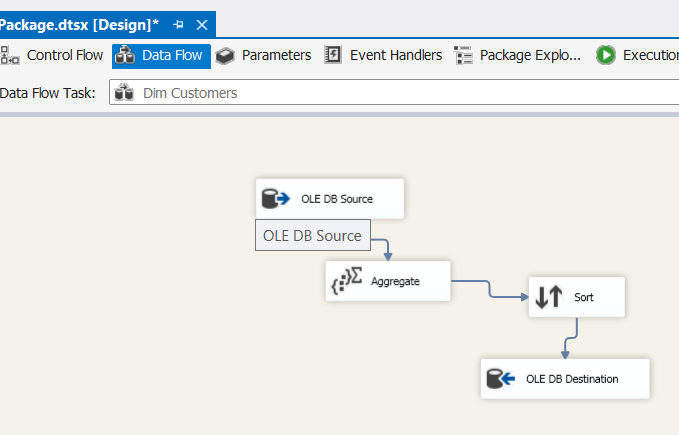 Package.dtsx [Design]*
Control Flow Data Flow Parameters Event Handlers Package Explo... Execution
Data Flow Task: Dim Customers
OLE DB Source
OLE DB Source
Aggregate
Sort
OLE DB Destination